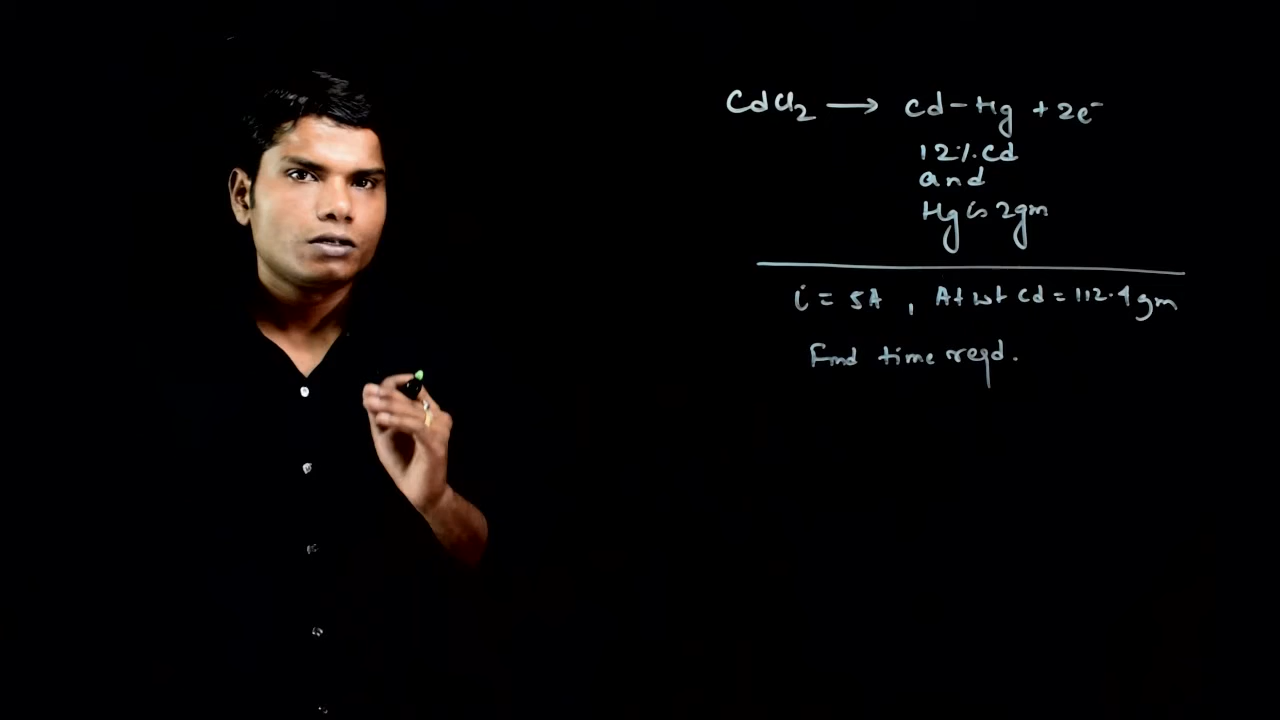 CdCl2 → Cd-Hg + 2e-
12% Cd
and
Hg is 2gm
i = 5A , At wt Cd = 112.4 gm
Find time reqd.